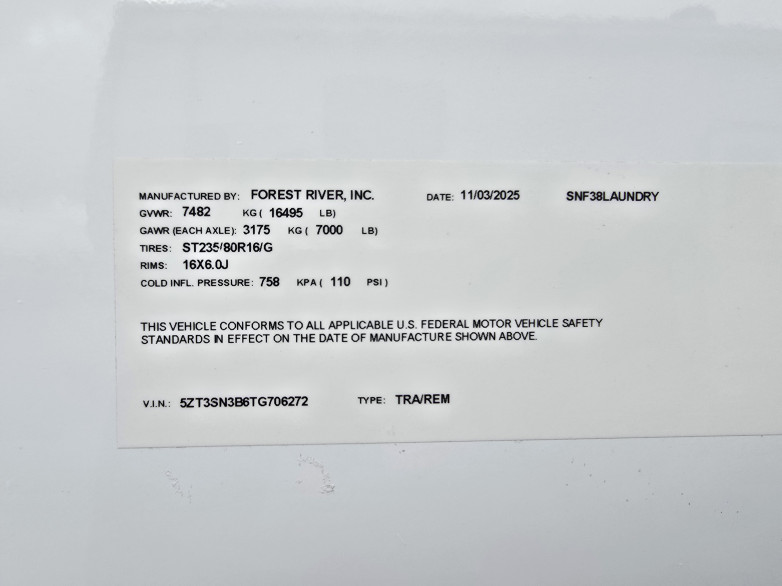 MANUFACTURED BY: FOREST RIVER, INC. DATE: 11/03/2025 SNF38LAUNDRY
GVWR: 7482 KG ( 16495 LB)
GAWR (EACH AXLE): 3175 KG ( 7000 LB)
TIRES: ST235/80R16/G
RIMS: 16X6.0J
COLD INFL. PRESSURE: 758 KPA ( 110 PSI )
THIS VEHICLE CONFORMS TO ALL APPLICABLE U.S. FEDERAL MOTOR VEHICLE SAFETY
STANDARDS IN EFFECT ON THE DATE OF MANUFACTURE SHOWN ABOVE.
V.I.N.: 5ZT3SN3B6TG706272 TYPE: TRA/REM